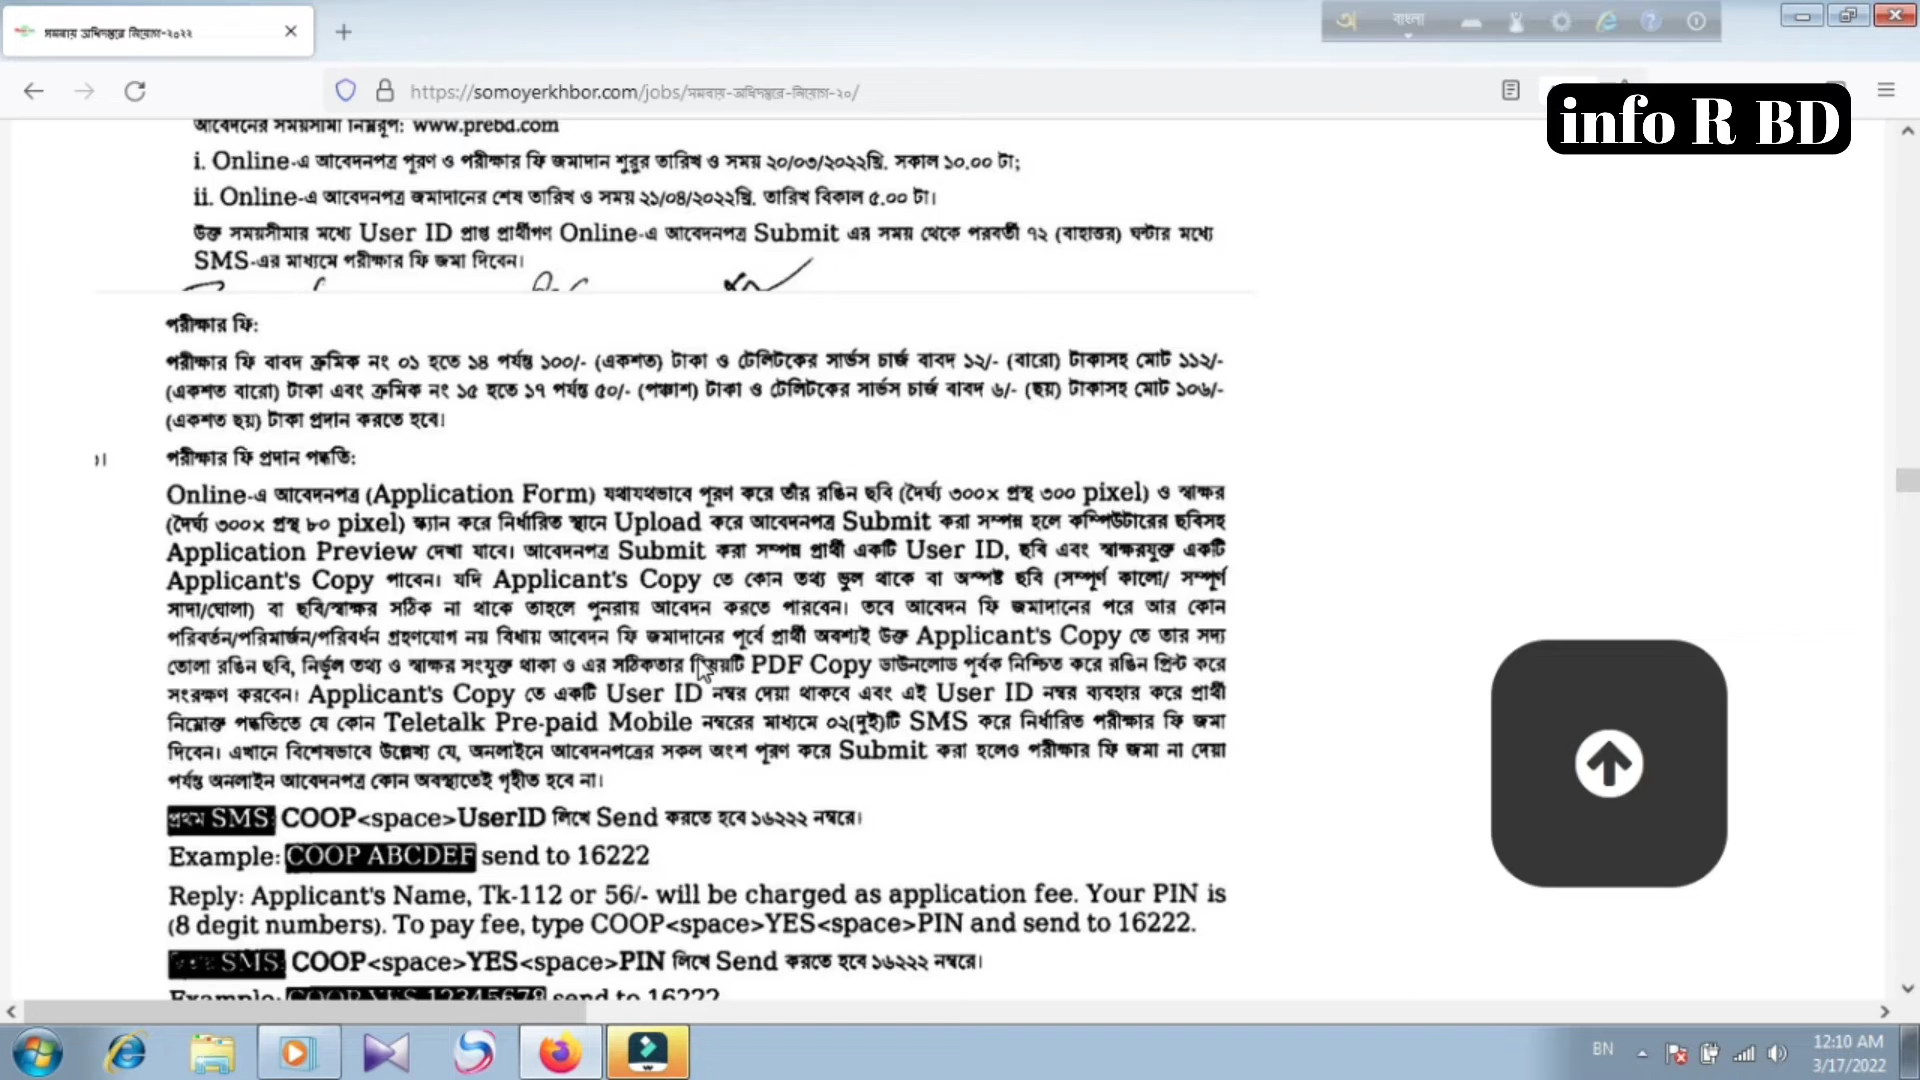 সমবায় অধিদপ্তরে নিয়োগ-২০২২
বাংলা
https://somoyerkhbor.com/jobs/সমবায়-অধিদপ্তরে-নিয়োগ-২০/
info R BD
আবেদনের সময়সীমা নিম্নরূপ: www.prebd.com
i. Online-এ আবেদনপত্র পূরণ ও পরীক্ষার ফি জমাদান শুরুর তারিখ ও সময় ২০/০৩/২০২২খ্রি. সকাল ১০.০০ টা;
ii. Online-এ আবেদনপত্র জমাদানের শেষ তারিখ ও সময় ২১/০৪/২০২২খ্রি. তারিখ বিকাল ৫.০০ টা।
উক্ত সময়সীমার মধ্যে User ID প্রাপ্ত প্রার্থীগণ Online-এ আবেদনপত্র Submit এর সময় থেকে পরবর্তী ৭২ (বাহাত্তর) ঘন্টার মধ্যে
SMS-এর মাধ্যমে পরীক্ষার ফি জমা দিবেন।
পরীক্ষার ফি:
পরীক্ষার ফি বাবদ ক্রমিক নং ০১ হতে ১৪ পর্যন্ত ১০০/- (একশত) টাকা ও টেলিটকের সার্ভিস চার্জ বাবদ ১২/- (বারো) টাকাসহ মোট ১১২/-
(একশত বারো) টাকা এবং ক্রমিক নং ১৫ হতে ১৭ পর্যন্ত ৫০/- (পঞ্চাশ) টাকা ও টেলিটকের সার্ভিস চার্জ বাবদ ৬/- (ছয়) টাকাসহ মোট ১০৬/-
(একশত ছয়) টাকা প্রদান করতে হবে।
পরীক্ষার ফি প্রদান পদ্ধতি:
Online-এ আবেদনপত্র (Application Form) যথাযথভাবে পূরণ করে তাঁর রঙিন ছবি (দৈর্ঘ্য ৩০০x প্রস্থ ৩০০ pixel) ও স্বাক্ষর
(দৈর্ঘ্য ৩০০x প্রস্থ ৮০ pixel) স্ক্যান করে নির্ধারিত স্থানে Upload করে আবেদনপত্র Submit করা সম্পন্ন হলে কম্পিউটারের ছবিসহ
Application Preview দেখা যাবে। আবেদনপত্র Submit করা সম্পন্ন প্রার্থী একটি User ID, ছবি এবং স্বাক্ষরযুক্ত একটি
Applicant's Copy পাবেন। যদি Applicant's Copy তে কোন তথ্য ভুল থাকে বা অস্পষ্ট ছবি (সম্পূর্ণ কালো/ সম্পূর্ণ
সাদা/ঘোলা) বা ছবি/স্বাক্ষর সঠিক না থাকে তাহলে পুনরায় আবেদন করতে পারবেন। তবে আবেদন ফি জমাদানের পরে আর কোন
পরিবর্তন/পরিমার্জন/পরিবর্ধন গ্রহণযোগ নয় বিধায় আবেদন ফি জমাদানের পূর্বে প্রার্থী অবশ্যই উক্ত Applicant's Copy তে তার সদ্য
তোলা রঙিন ছবি, নির্ভুল তথ্য ও স্বাক্ষর সংযুক্ত থাকা ও এর সঠিকতার বিষয়টি PDF Copy ডাউনলোড পূর্বক নিশ্চিত করে রঙিন প্রিন্ট করে
সংরক্ষণ করবেন। Applicant's Copy তে একটি User ID নম্বর দেয়া থাকবে এবং এই User ID নম্বর ব্যবহার করে প্রার্থী
নিম্নোক্ত পদ্ধতিতে যে কোন Teletalk Pre-paid Mobile নম্বরের মাধ্যমে ০২(দুই)টি SMS করে নির্ধারিত পরীক্ষার ফি জমা
দিবেন। এখানে বিশেষভাবে উল্লেখ্য যে, অনলাইনে আবেদনপত্রের সকল অংশ পূরণ করে Submit করা হলেও পরীক্ষার ফি জমা না দেয়া
পর্যন্ত অনলাইন আবেদনপত্র কোন অবস্থাতেই গৃহীত হবে না।
প্রথম SMS: COOP<space>UserID লিখে Send করতে হবে ১৬২২২ নম্বরে।
Example: COOP ABCDEF send to 16222
Reply: Applicant's Name, Tk-112 or 56/- will be charged as application fee. Your PIN is
(8 degit numbers). To pay fee, type COOP<space>YES<space>PIN and send to 16222.
SMS: COOP<space>YES<space>PIN লিখে Send করতে হবে ১৬২২২ নম্বরে।
Example: COOP YES 12345678 send to 16222
BN
12:10 AM
3/17/2022